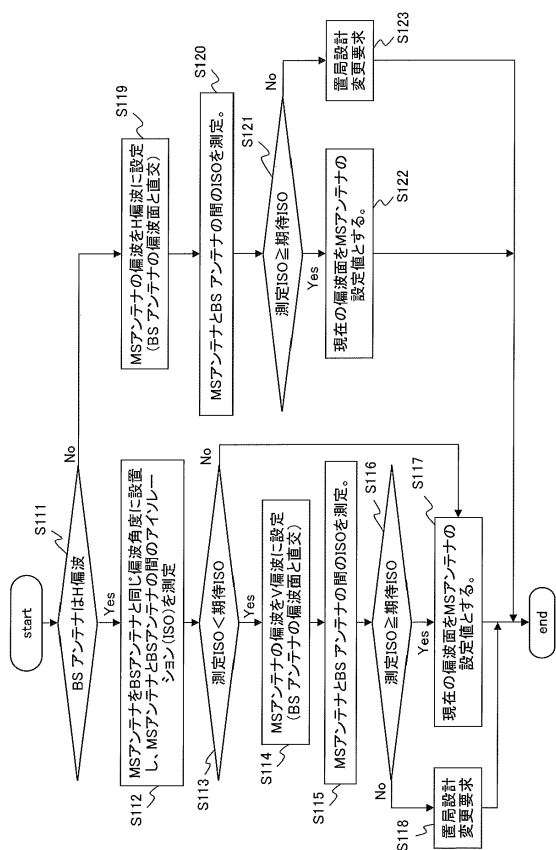 start
S111
BS アンテナはH偏波
No
Yes
MSアンテナをBSアンテナと同じ偏波角度に設置
し、MSアンテナとBSアンテナの間のアイソレー
ション(ISO)を測定
S112
S113
測定ISO＜期待ISO
No
Yes
MSアンテナの偏波をV偏波に設定
(BS アンテナの偏波面と直交)
S114
MSアンテナとBS アンテナの間のISOを測定。
S115
S116
測定ISO≧期待ISO
No
Yes
S117
現在の偏波面をMSアンテナの
設定値とする。
置局設計
変更要求
S118
end
S119
MSアンテナの偏波をH偏波に設定
(BS アンテナの偏波面と直交)
S120
MSアンテナとBS アンテナの間のISOを測定。
S121
測定ISO≧期待ISO
No
Yes
現在の偏波面をMSアンテナの
設定値とする。
S122
S123
置局設計
変更要求